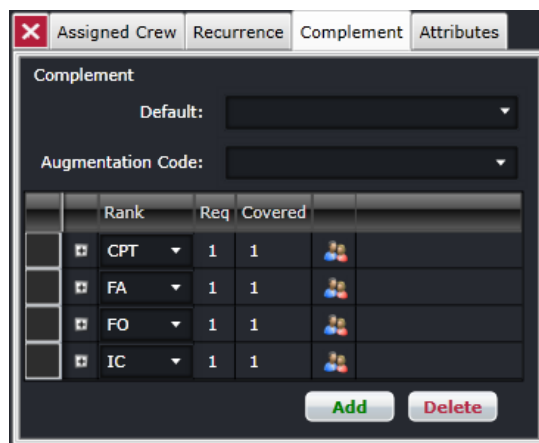 Assigned Crew Recurrence Complement Attributes
Complement
Default:
Augmentation Code:
Rank Req Covered
CPT 1 1
FA 1 1
FO 1 1
IC 1 1
Add Delete